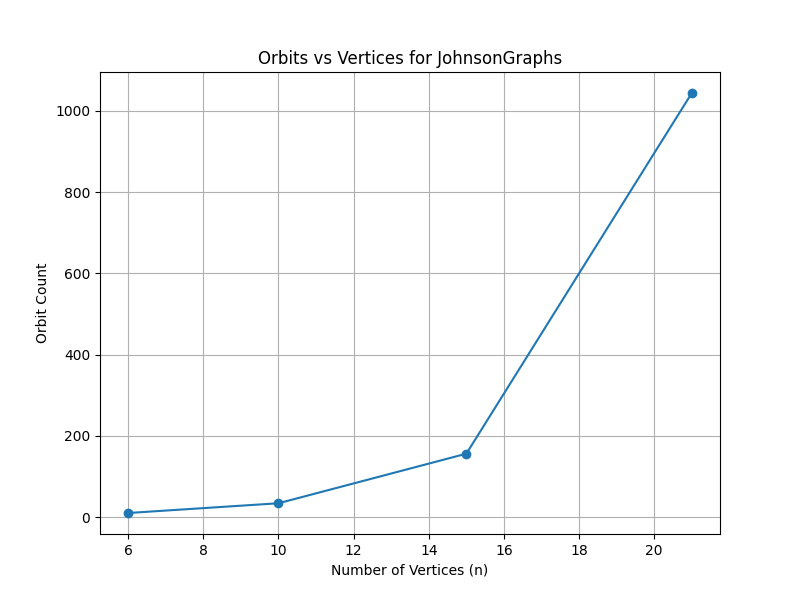 Orbits vs Vertices for JohnsonGraphs
1000
800
600
400
200
0
Orbit Count
6 8 10 12 14 16 18 20
Number of Vertices (n)